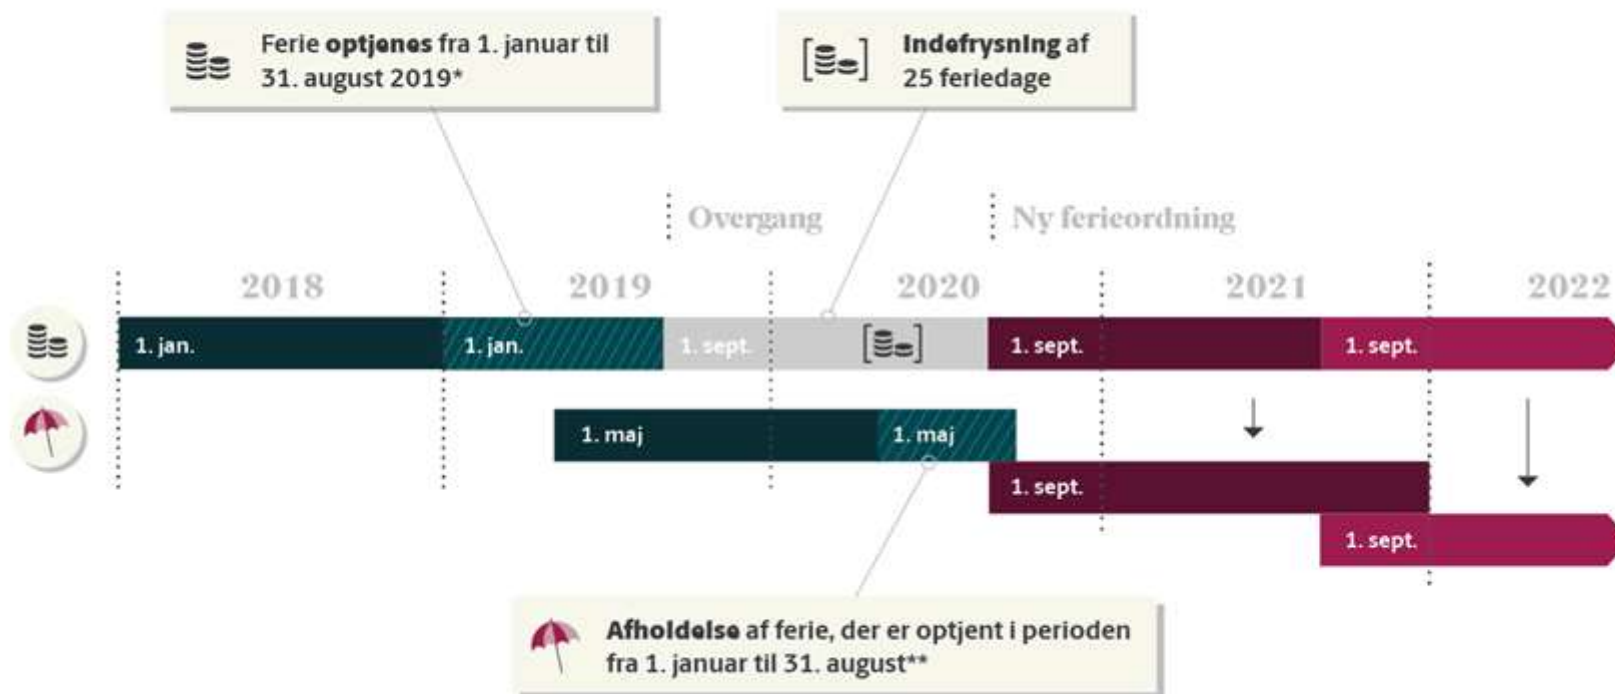 Ferie optjenes fra 1. januar til
31. august 2019*
Indefrysning af
25 feriedage
Overgang
Ny ferieordning
2018
2019
2020
2021
2022
1. jan.
1. jan.
1. sept.
1. sept.
1. sept.
1. maj
1. maj
1. sept.
1. sept.
Afholdelse af ferie, der er optjent i perioden
fra 1. januar til 31. august**